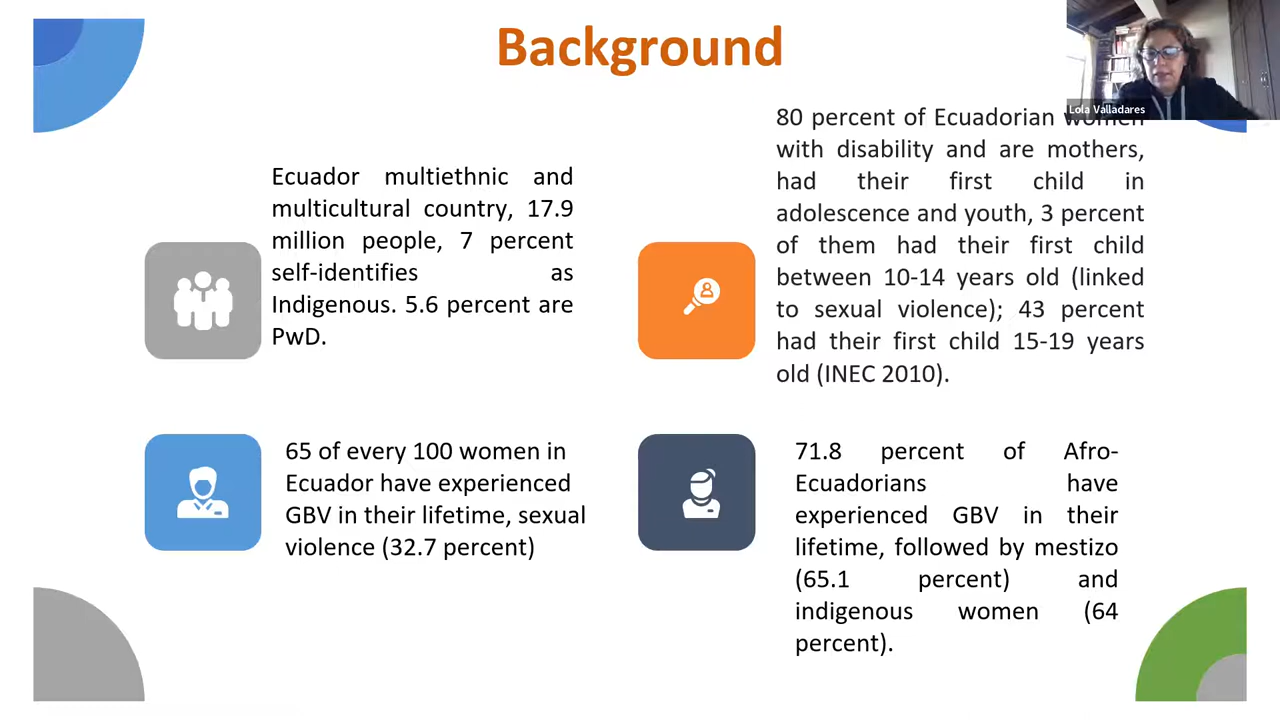 Background
Lola Valladares
Ecuador multiethnic and
multicultural country, 17.9
million people, 7 percent
self-identifies as
Indigenous. 5.6 percent are
PwD.
80 percent of Ecuadorian women
with disability and are mothers,
had their first child in
adolescence and youth, 3 percent
of them had their first child
between 10-14 years old (linked
to sexual violence); 43 percent
had their first child 15-19 years
old (INEC 2010).
65 of every 100 women in
Ecuador have experienced
GBV in their lifetime, sexual
violence (32.7 percent)
71.8 percent of Afro-
Ecuadorians have
experienced GBV in their
lifetime, followed by mestizo
(65.1 percent) and
indigenous women (64
percent).